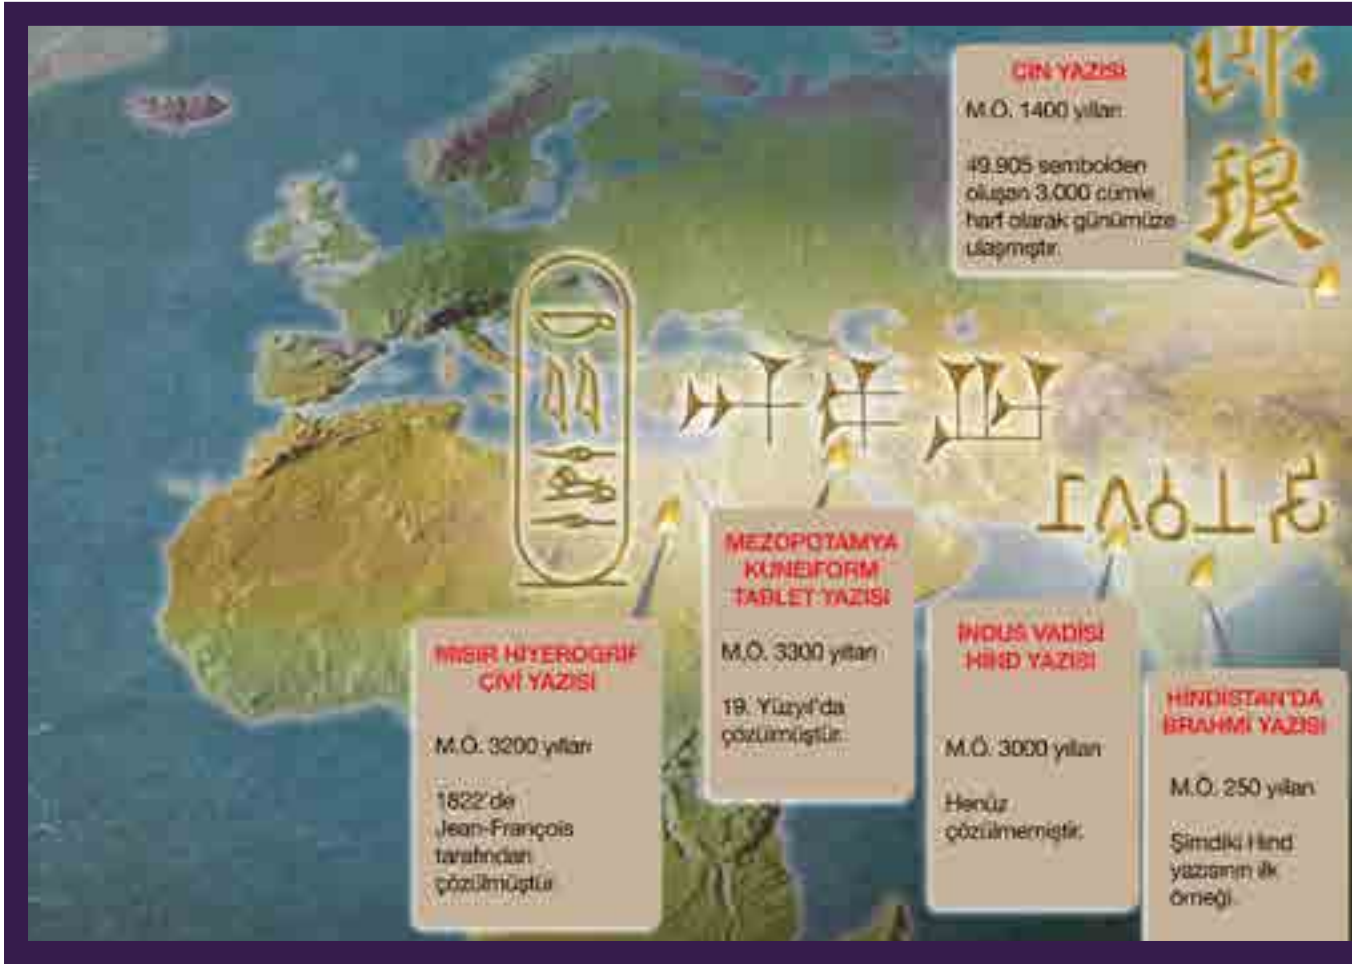 ÇİN YAZISI
M.Ö. 1400 yılları
49.905 sembolden
oluşan 3.000 cümle
harf olarak günümüze
ulaşmıştır.
MEZOPOTAMYA
KUNEIFORM
TABLET YAZISI
M.Ö. 3300 yılları
19. Yüzyıl'da
çözülmüştür.
MISIR HİYEROGRİF
ÇİVİ YAZISI
M.Ö. 3200 yılları
1822'de
Jean-François
tarafından
çözülmüştür
İNDUS VADİSİ
HİND YAZISI
M.Ö. 3000 yılları
Henüz
çözülmemiştir.
HİNDİSTAN'DA
BRAHMI YAZISI
M.Ö. 250 yılları
Şimdiki Hind
yazısının ilk
örneği.